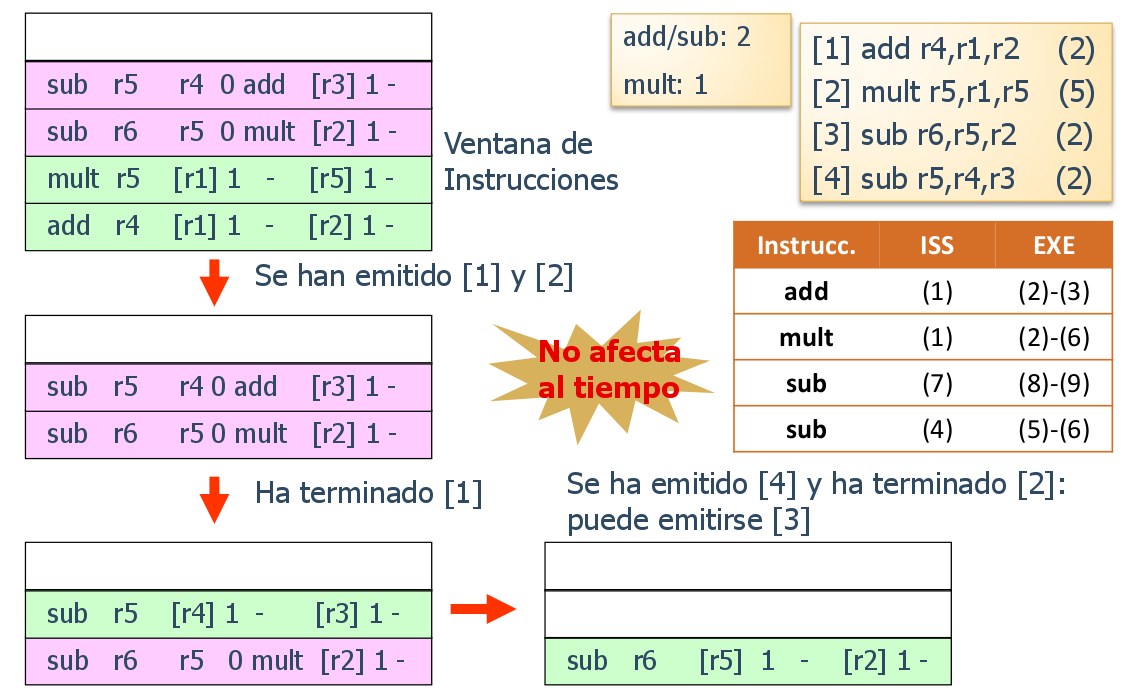 sub r5 r4 0 add [r3] 1 -
sub r6 r5 0 mult [r2] 1 -
mult r5 [r1] 1 - [r5] 1 -
add r4 [r1] 1 - [r2] 1 -
Ventana de
Instrucciones
add/sub: 2
mult: 1
[1] add r4,r1,r2 (2)
[2] mult r5,r1,r5 (5)
[3] sub r6,r5,r2 (2)
[4] sub r5,r4,r3 (2)
Se han emitido [1] y [2]
Instrucc. ISS EXE
add (1) (2)-(3)
mult (1) (2)-(6)
sub (7) (8)-(9)
sub (4) (5)-(6)
sub r5 r4 0 add [r3] 1 -
sub r6 r5 0 mult [r2] 1 -
No afecta
al tiempo
Ha terminado [1]
Se ha emitido [4] y ha terminado [2]:
puede emitirse [3]
sub r5 [r4] 1 - [r3] 1 -
sub r6 r5 0 mult [r2] 1 -
sub r6 [r5] 1 - [r2] 1 -